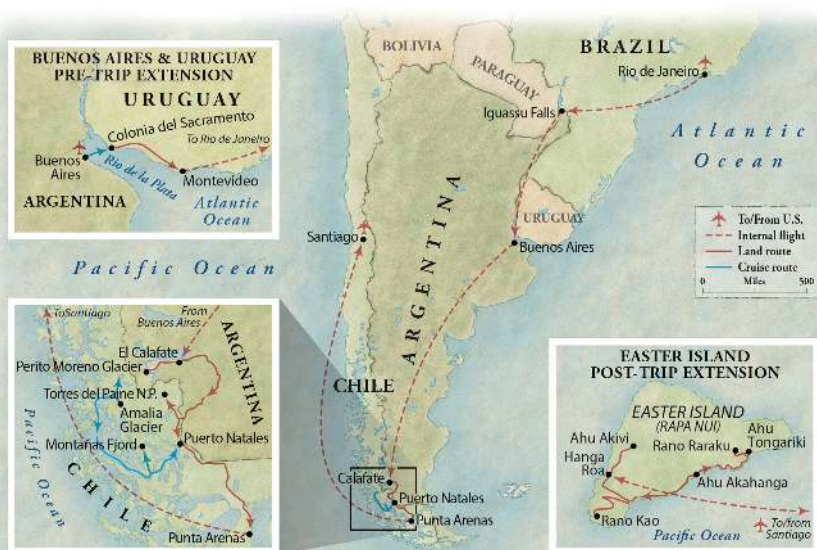 BUENOS AIRES & URUGUAY
PRE-TRIP EXTENSION
URUGUAY
Colonia del Sacramento
To Rio de Janeiro
Buenos
Aires
Rio de la Plata
Montevideo
ARGENTINA
Atlantic
Ocean
BOLIVIA
PARAGUAY
BRAZIL
Rio de Janeiro
Iguassu Falls
Atlantic
Ocean
URUGUAY
Santiago
Buenos Aires
ARGENTINA
Pacific Ocean
CHILE
Calafate
Puerto Natales
Punta Arenas
To/From U.S.
Internal flight
Land route
Cruise route
0 Miles 500
To Santiago
From
Buenos Aires
El Calafate
Perito Moreno Glacier
ARGENTINA
Torres del Paine N.P.
Amalia
Glacier
Montañas Fjord
Puerto Natales
Pacific Ocean
CHILE
Punta Arenas
EASTER ISLAND
POST-TRIP EXTENSION
EASTER ISLAND
(RAPA NUI)
Ahu
Tongariki
Ahu Akivi
Rano Raraku
Hanga
Roa
Ahu Akahanga
Rano Kao
Pacific Ocean
To/from
Santiago